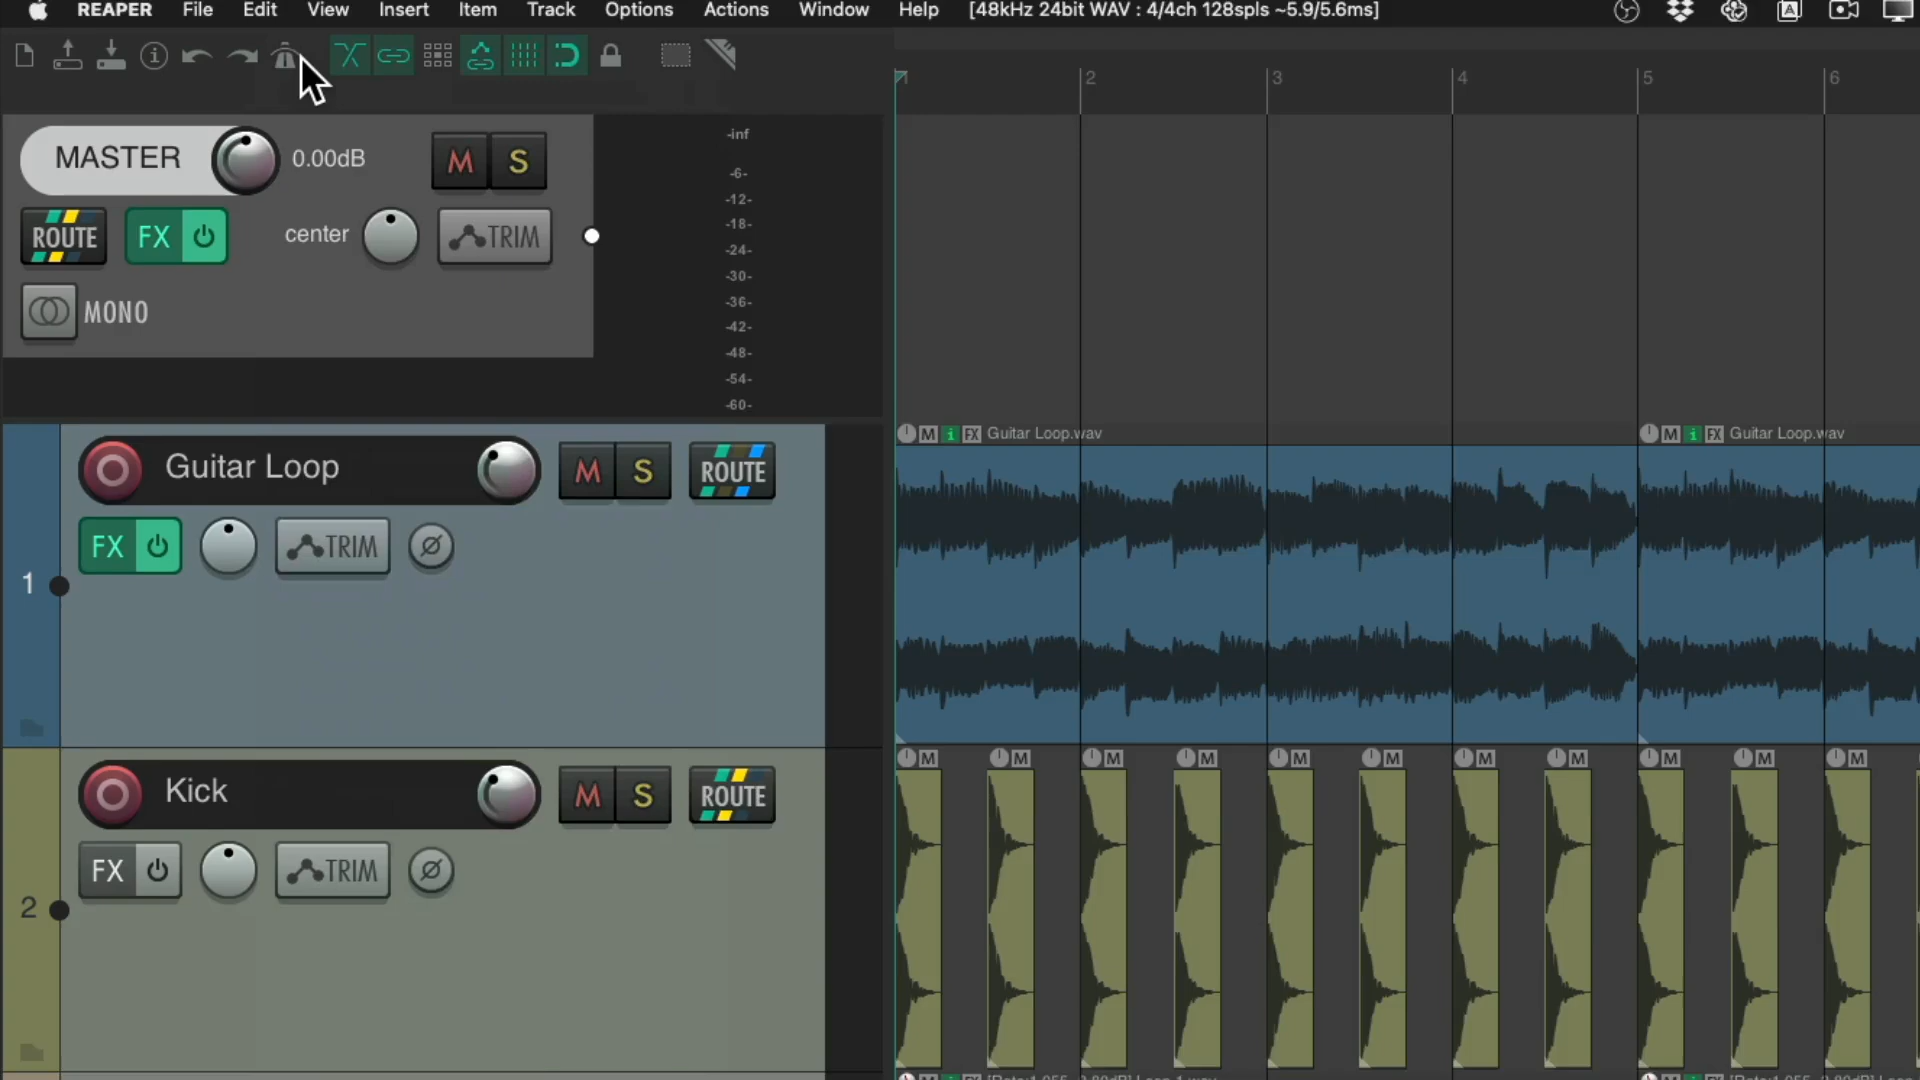 REAPER File Edit View Insert Item Track Options Actions Window Help [48kHz 24bit WAV : 4/4ch 128spls ~5.9/5.6ms]
2 3 4 5 6
MASTER 0.00dB M S
-inf
-6-
-12-
-18-
-24-
-30-
-36-
-42-
-48-
-54-
-60-
ROUTE FX center TRIM
MONO
M i FX Guitar Loop.wav M i FX Guitar Loop.wav
Guitar Loop M S ROUTE
FX TRIM
1
M M M M M M M M M M M
Kick M S ROUTE
FX TRIM
2